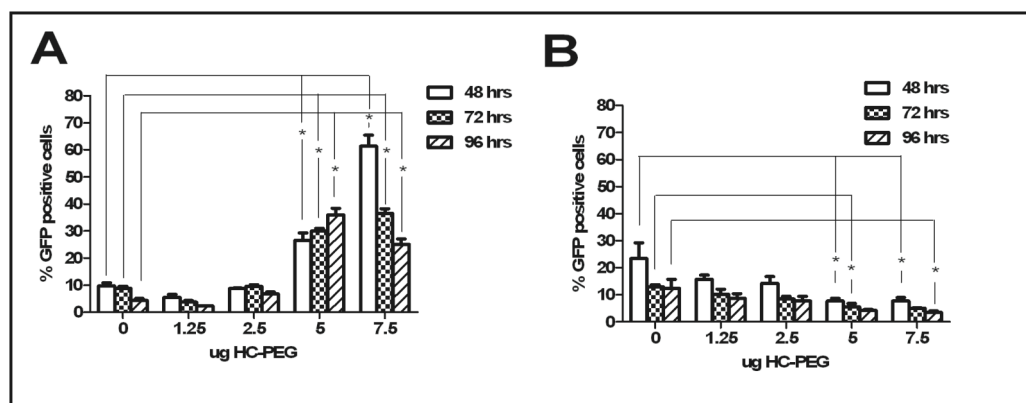 A
48 hrs
72 hrs
96 hrs
% GFP positive cells
80
70
60
50
40
30
20
10
0
* * * * * *
0 1.25 2.5 5 7.5
ug HC-PEG
B
48 hrs
72 hrs
96 hrs
% GFP positive cells
80
70
60
50
40
30
20
10
0
* * * *
0 1.25 2.5 5 7.5
ug HC-PEG